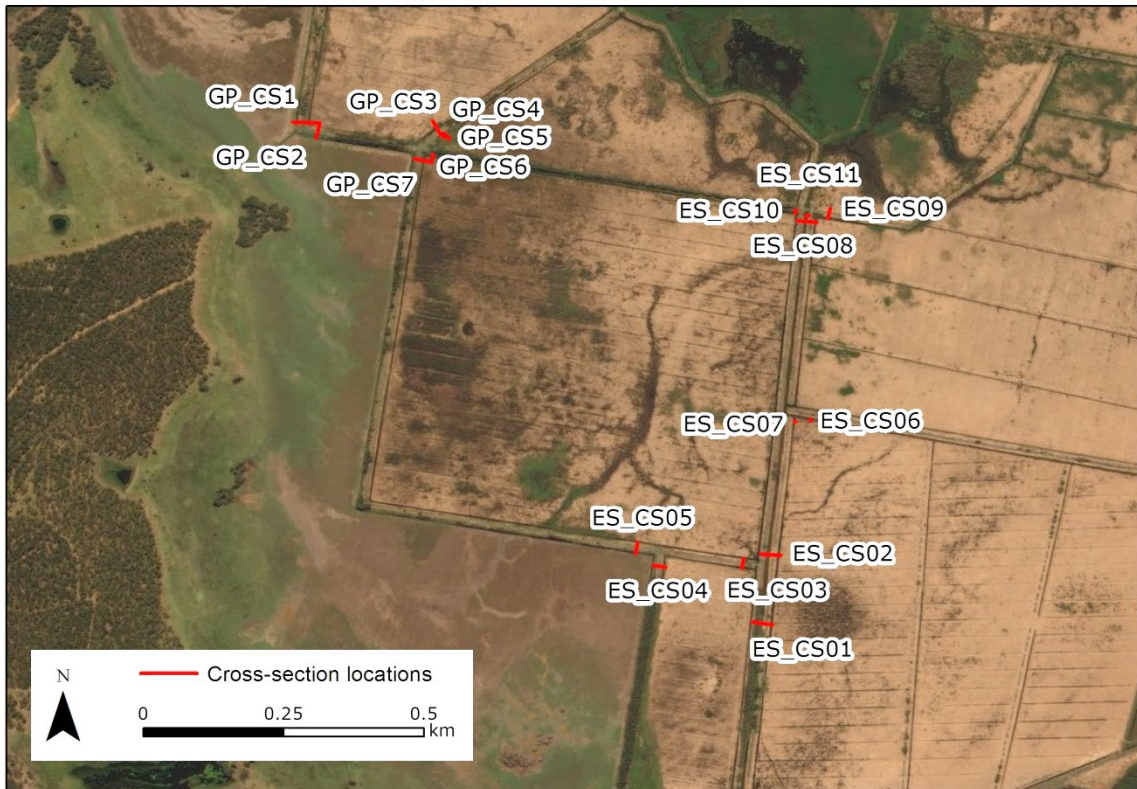 GP_CS1
GP_CS3
GP_CS4
GP_CS5
GP_CS2
GP_CS7
GP_CS6
ES_CS11
ES_CS10
ES_CS09
ES_CS08
ES_CS07
ES_CS06
ES_CS05
ES_CS02
ES_CS04
ES_CS03
ES_CS01
N
Cross-section locations
0
0.25
0.5
km